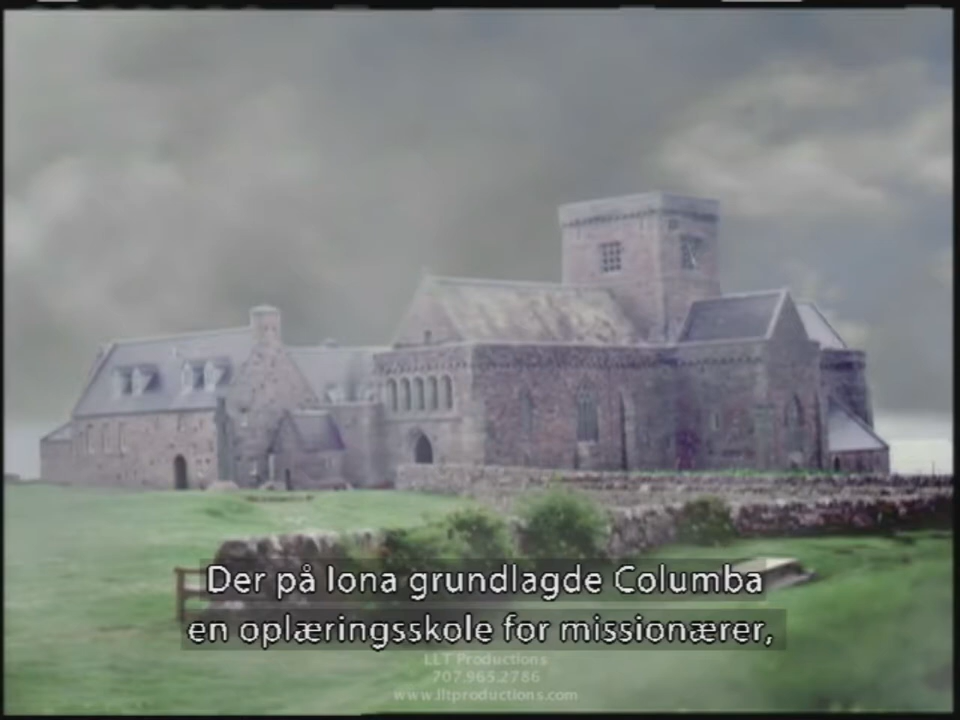 Der på Iona grundlagde Columba
en oplæringsskole for missionærer,
LLT Productions
707.965.2786
www.lltproductions.com